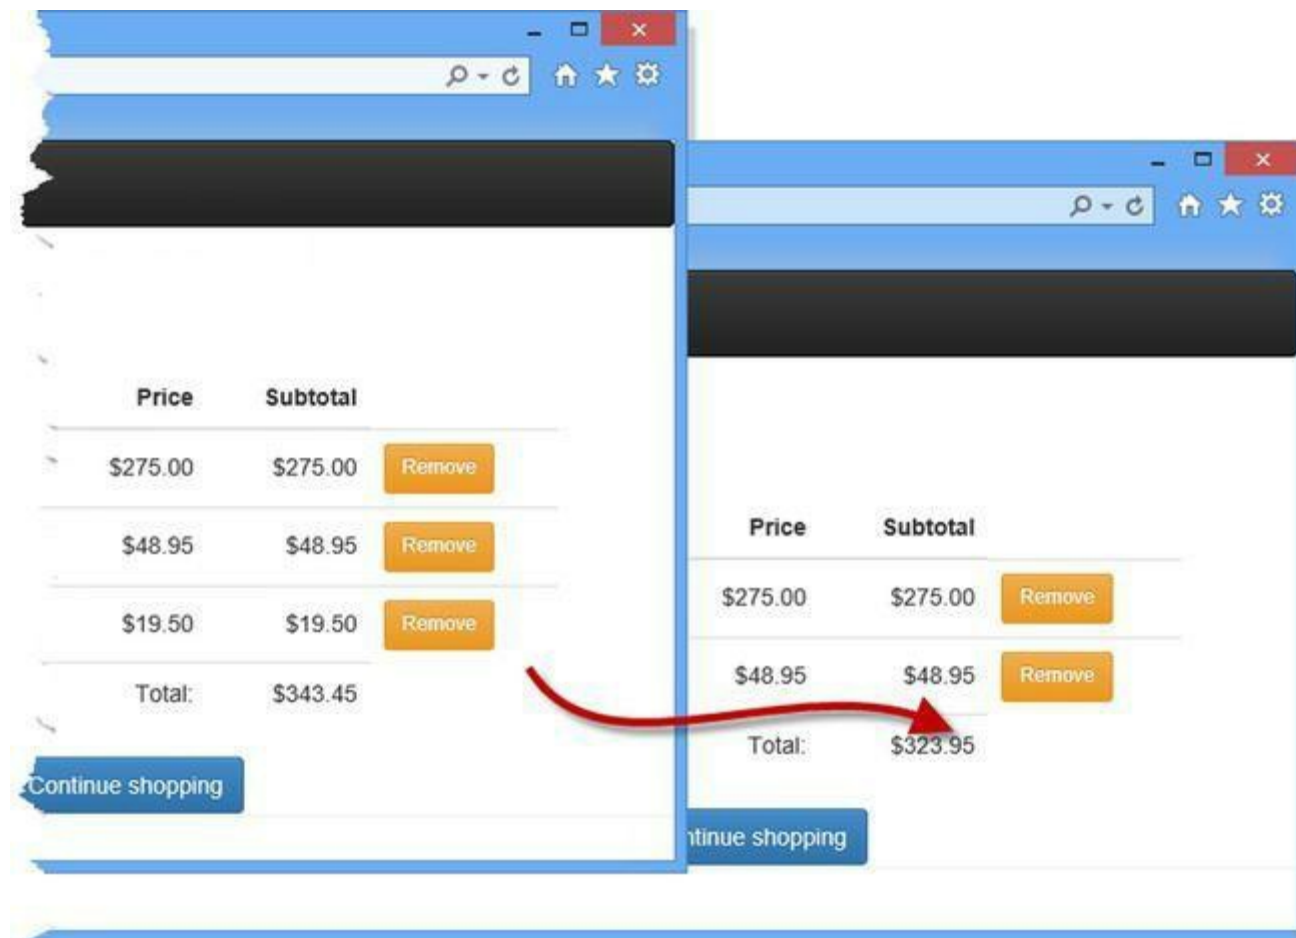 Price Subtotal
$275.00 $275.00 Remove
$48.95 $48.95 Remove
$19.50 $19.50 Remove
Total: $343.45
Continue shopping
Price Subtotal
$275.00 $275.00 Remove
$48.95 $48.95 Remove
Total: $323.95
ntinue shopping